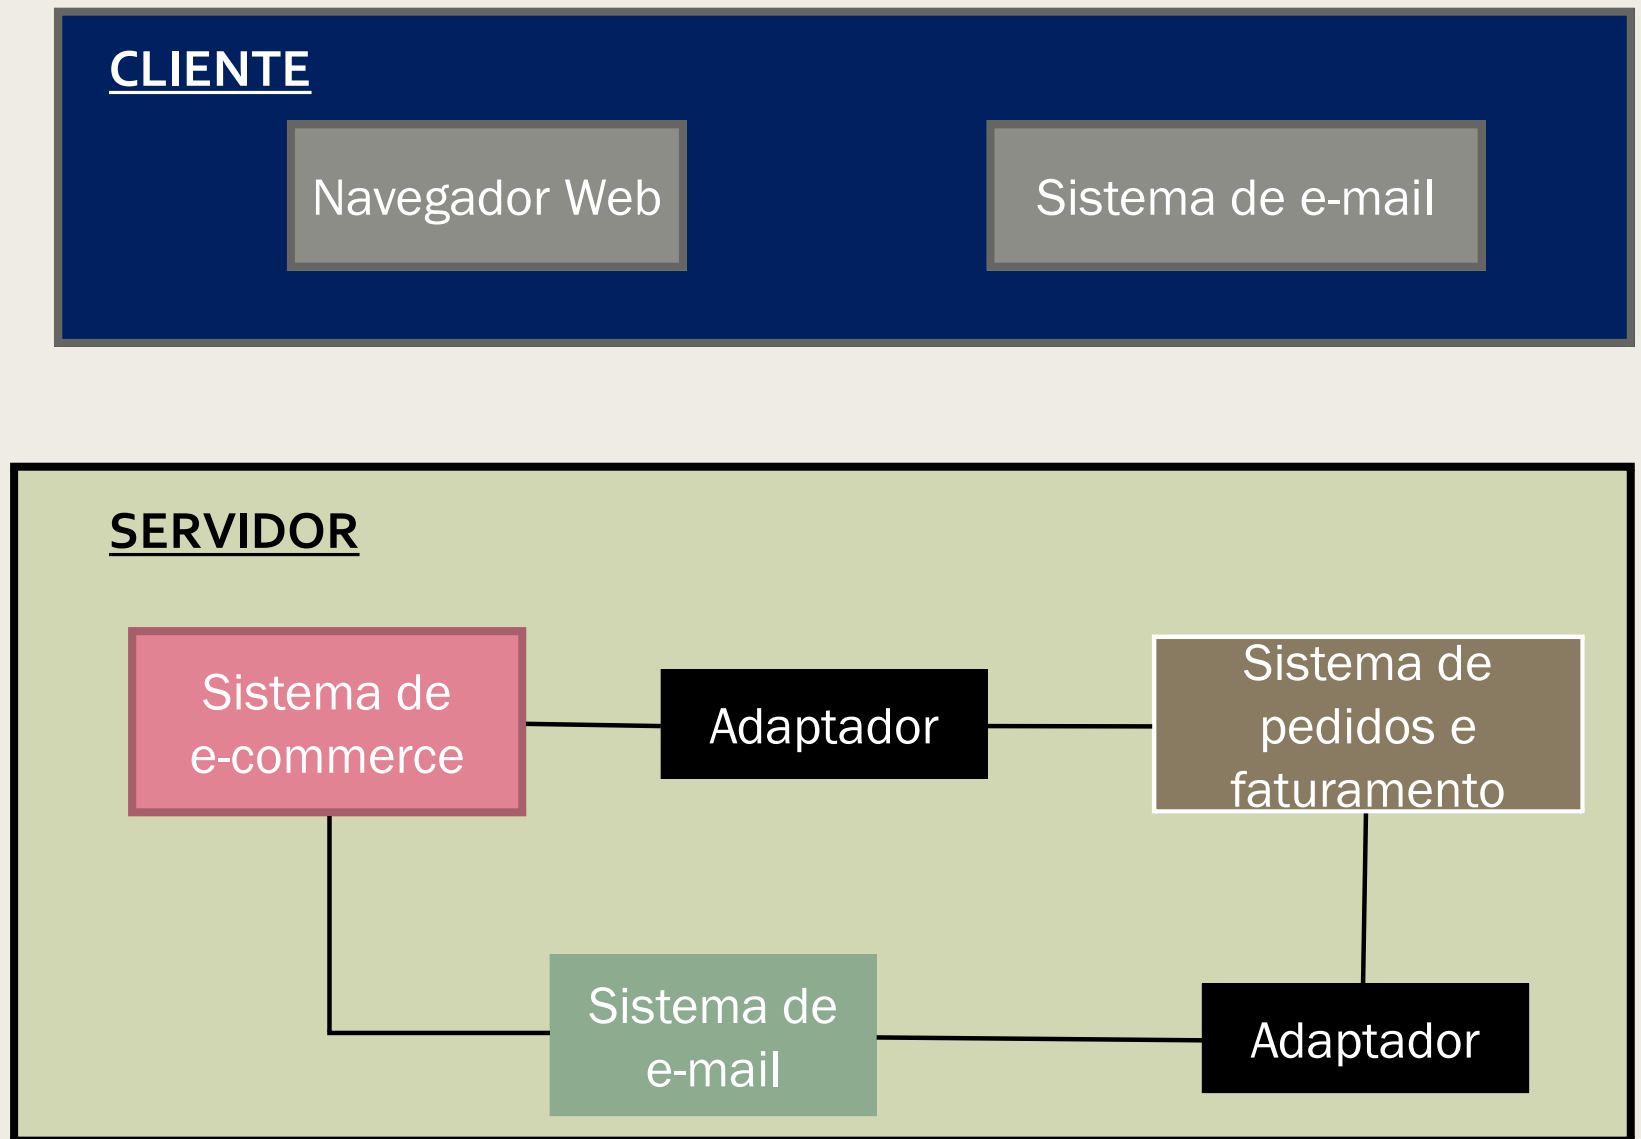 CLIENTE
Navegador Web
Sistema de e-mail
SERVIDOR
Sistema de
e-commerce
Adaptador
Sistema de
pedidos e
faturamento
Sistema de
e-mail
Adaptador